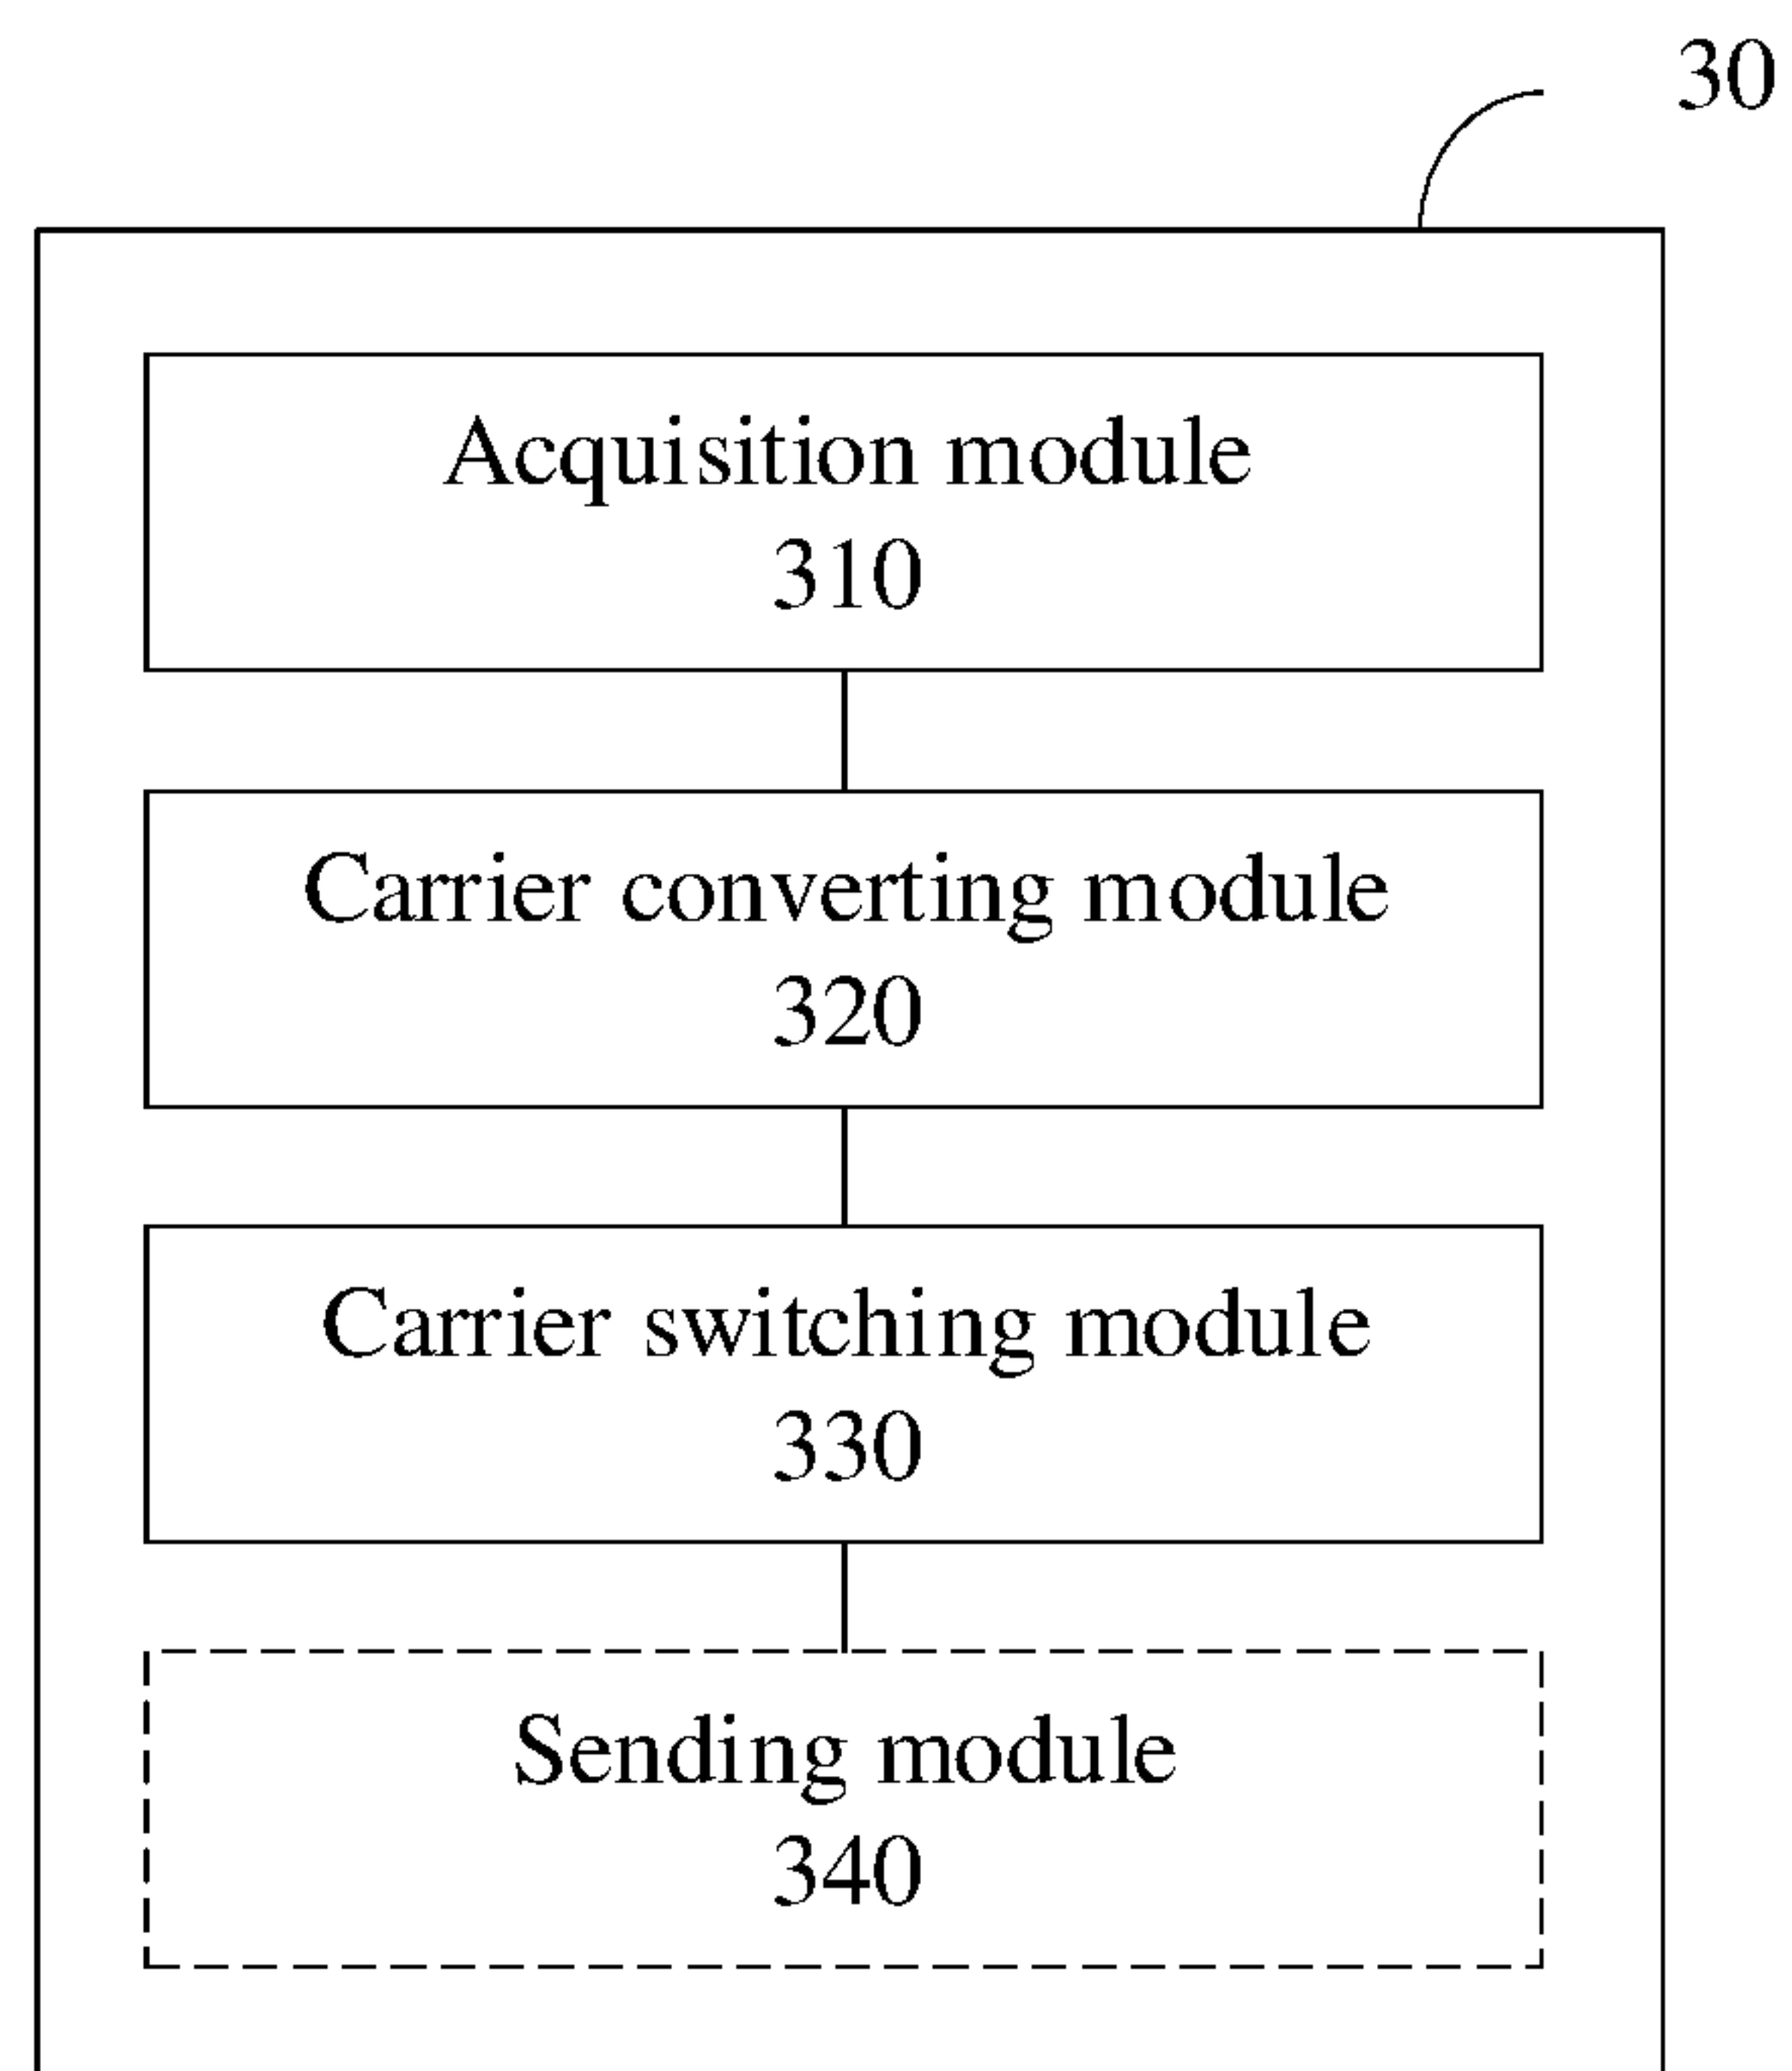 30
Acquisition module
310
Carrier converting module
320
Carrier switching module
330
Sending module
340